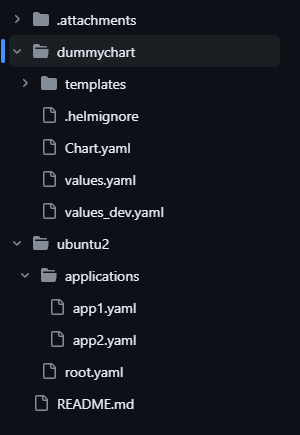 .attachments
dummychart
templates
.helmignore
Chart.yaml
values.yaml
values_dev.yaml
ubuntu2
applications
app1.yaml
app2.yaml
root.yaml
README.md